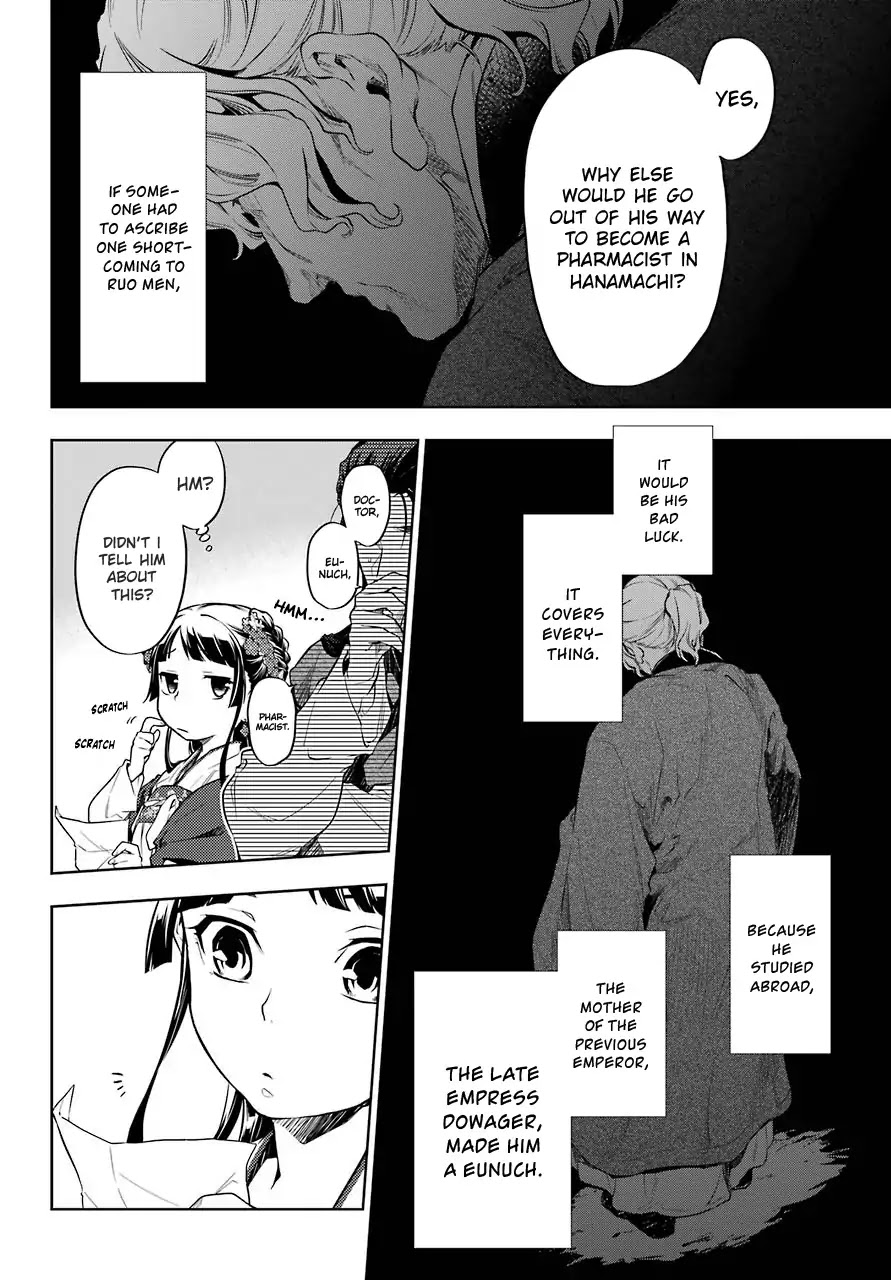 YES,
WHY ELSE
WOULD HE GO
OUT OF HIS WAY
TO BECOME A
PHARMACIST IN
HANAMACHI?
IF SOME-
ONE HAD
TO ASCRIBE
ONE SHORT-
COMING TO
RUO MEN,
IT
WOULD
BE HIS
BAD
LUCK.
IT
COVERS
EVERY-
THING.
BECAUSE
HE
STUDIED
ABROAD,
THE
MOTHER
OF THE
PREVIOUS
EMPEROR,
THE LATE
EMPRESS
DOWAGER,
MADE HIM
A EUNUCH.
DOC-
TOR,
EU-
NUCH,
HMM...
PHAR-
MACIST.
HM?
DIDN'T I
TELL HIM
ABOUT
THIS?
SCRATCH
SCRATCH